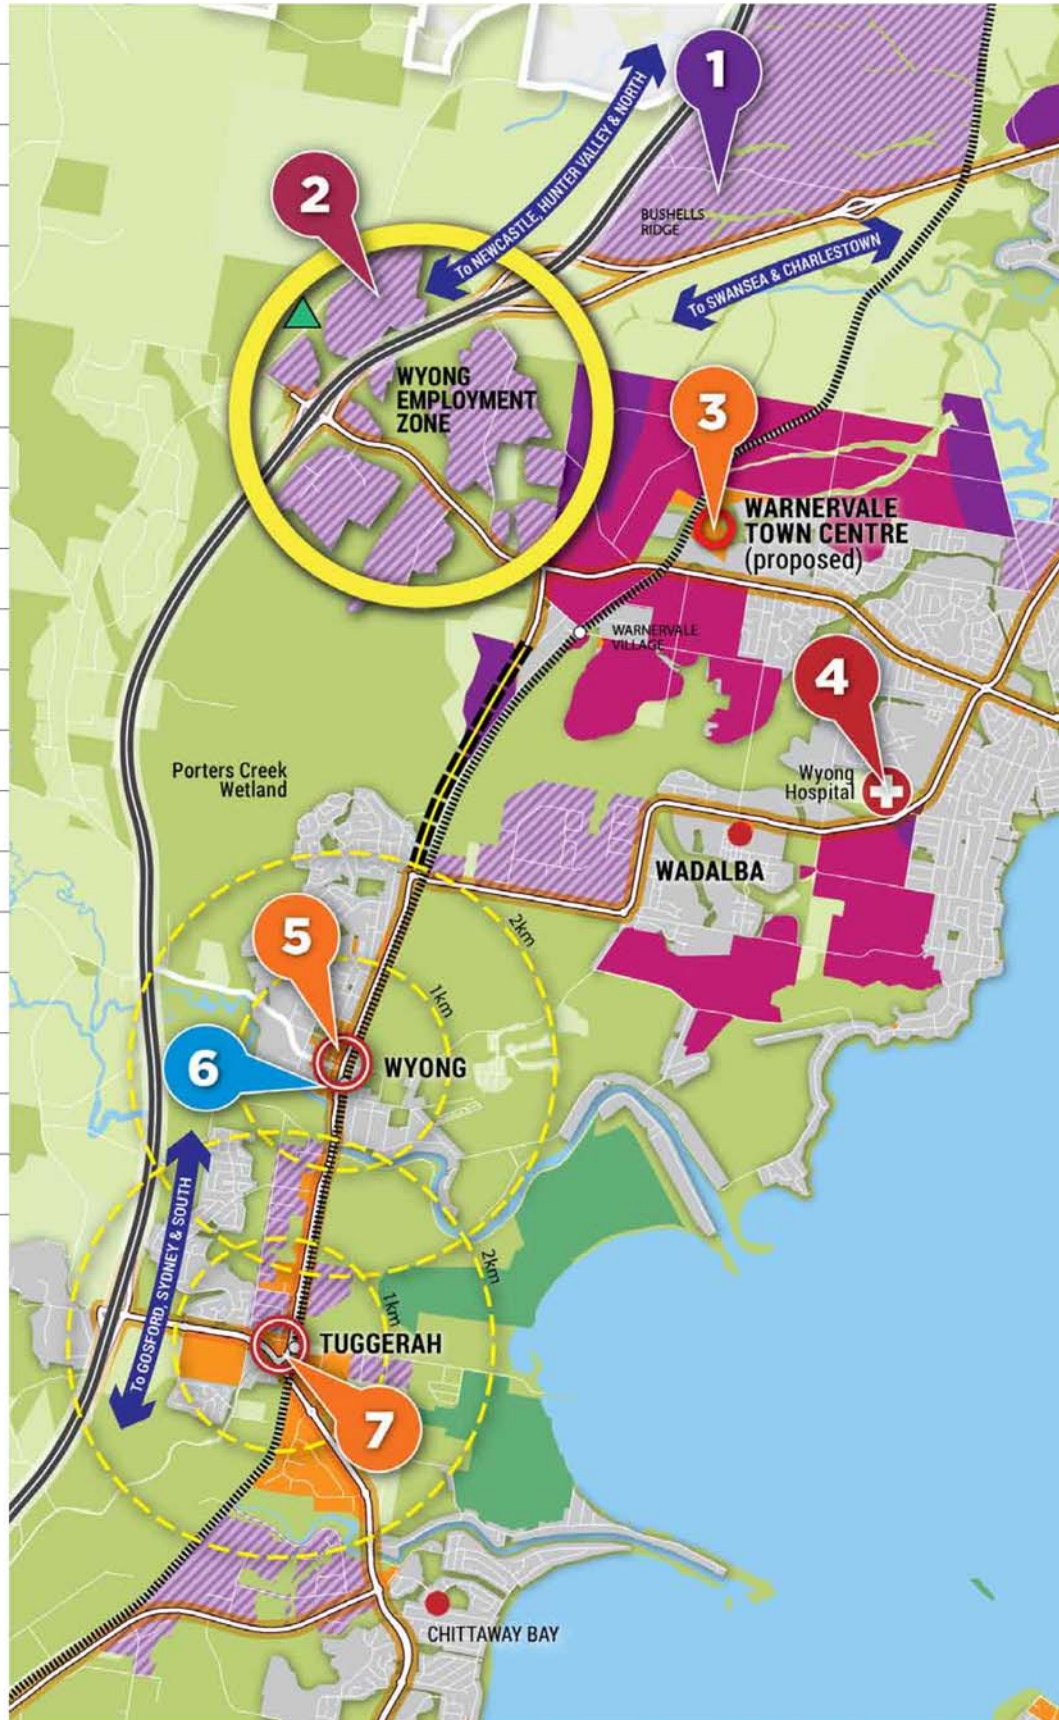 1
To NEWCASTLE, HUNTER VALLEY & NORTH
2
BUSHELLS
RIDGE
To SWANSEA & CHARLESTOWN
WYONG
EMPLOYMENT
ZONE
3
WARNERVALE
TOWN CENTRE
(proposed)
WARNERVALE
VILLAGE
4
Porters Creek
Wetland
Wyong
Hospital
WADALBA
5
2km
1km
6
WYONG
To GOSFORD, SYDNEY & SOUTH
2km
1km
TUGGERAH
7
CHITTAWAY BAY